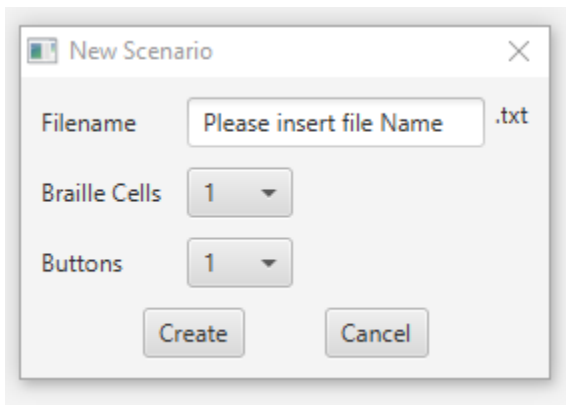 New Scenario
Filename Please insert file Name .txt
Braille Cells 1
Buttons 1
Create Cancel